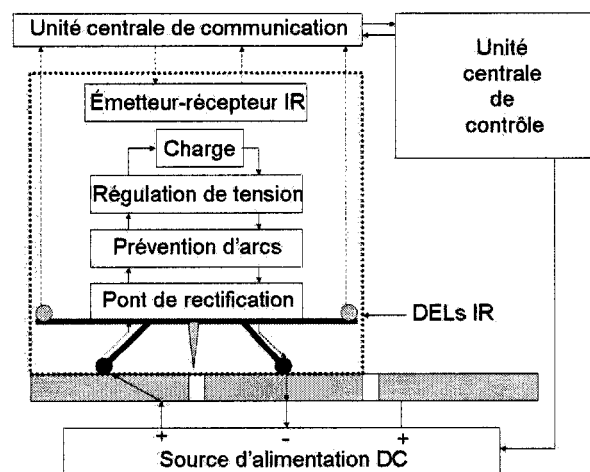 Unité centrale de communication
Unité
centrale
de
contrôle
Émetteur-récepteur IR
Charge
Régulation de tension
Prévention d'arcs
Pont de rectification
DELs IR
+ - +
Source d'alimentation DC